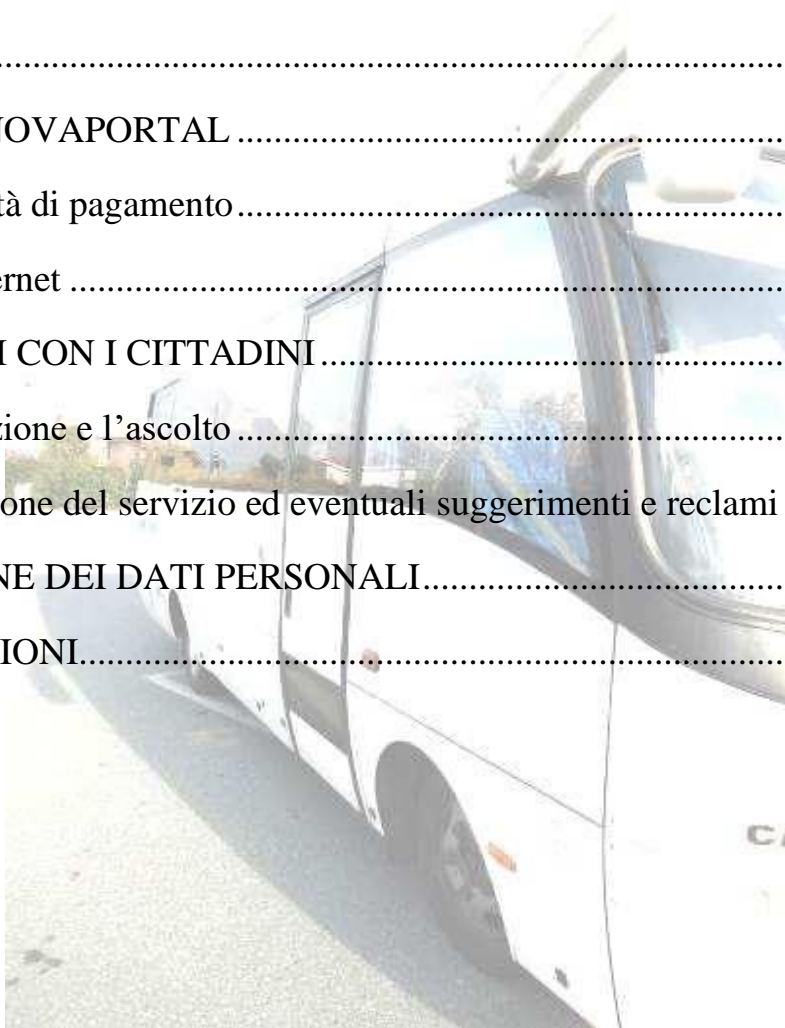 ....................................................................................
NOVAPORTAL ...........................................................
tà di pagamento...........................................................
ernet .............................................................................
I CON I CITTADINI..................................................
zione e l’ascolto ...........................................................
one del servizio ed eventuali suggerimenti e reclami
NE DEI DATI PERSONALI.......................................
IONI............................................................................